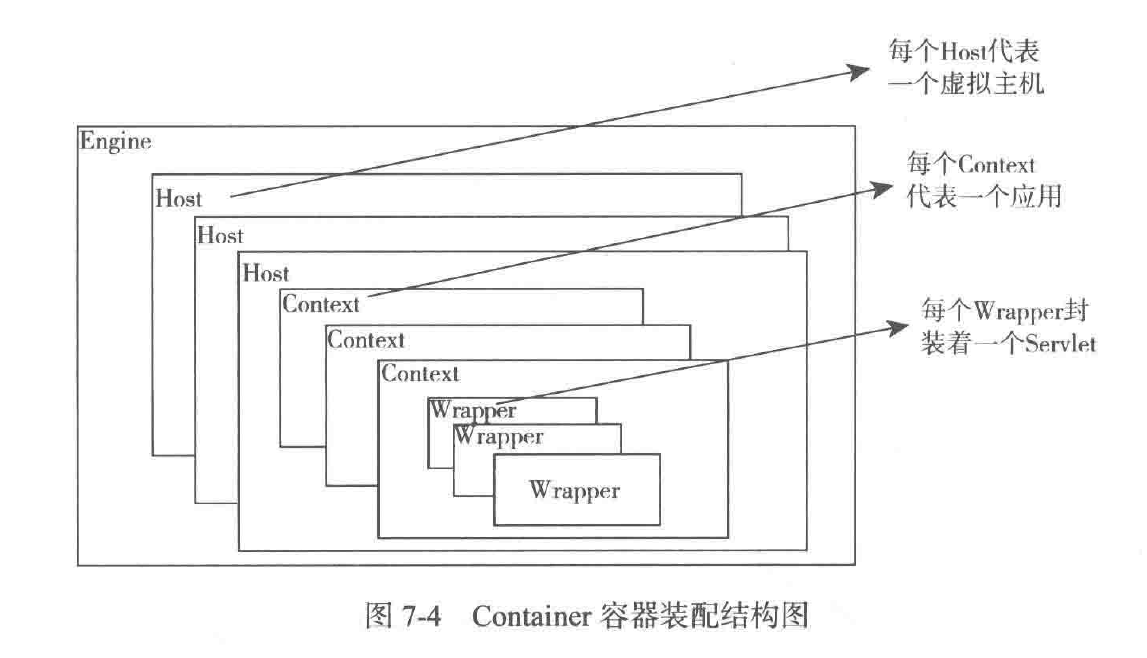 每个Host代表
一个虚拟主机
Engine
每个Context
代表一个应用
Host
Host
Host
Context
每个Wrapper封
装着一个Servlet
Context
Context
Wrapper
Wrapper
Wrapper
图 7-4 Container 容器装配结构图